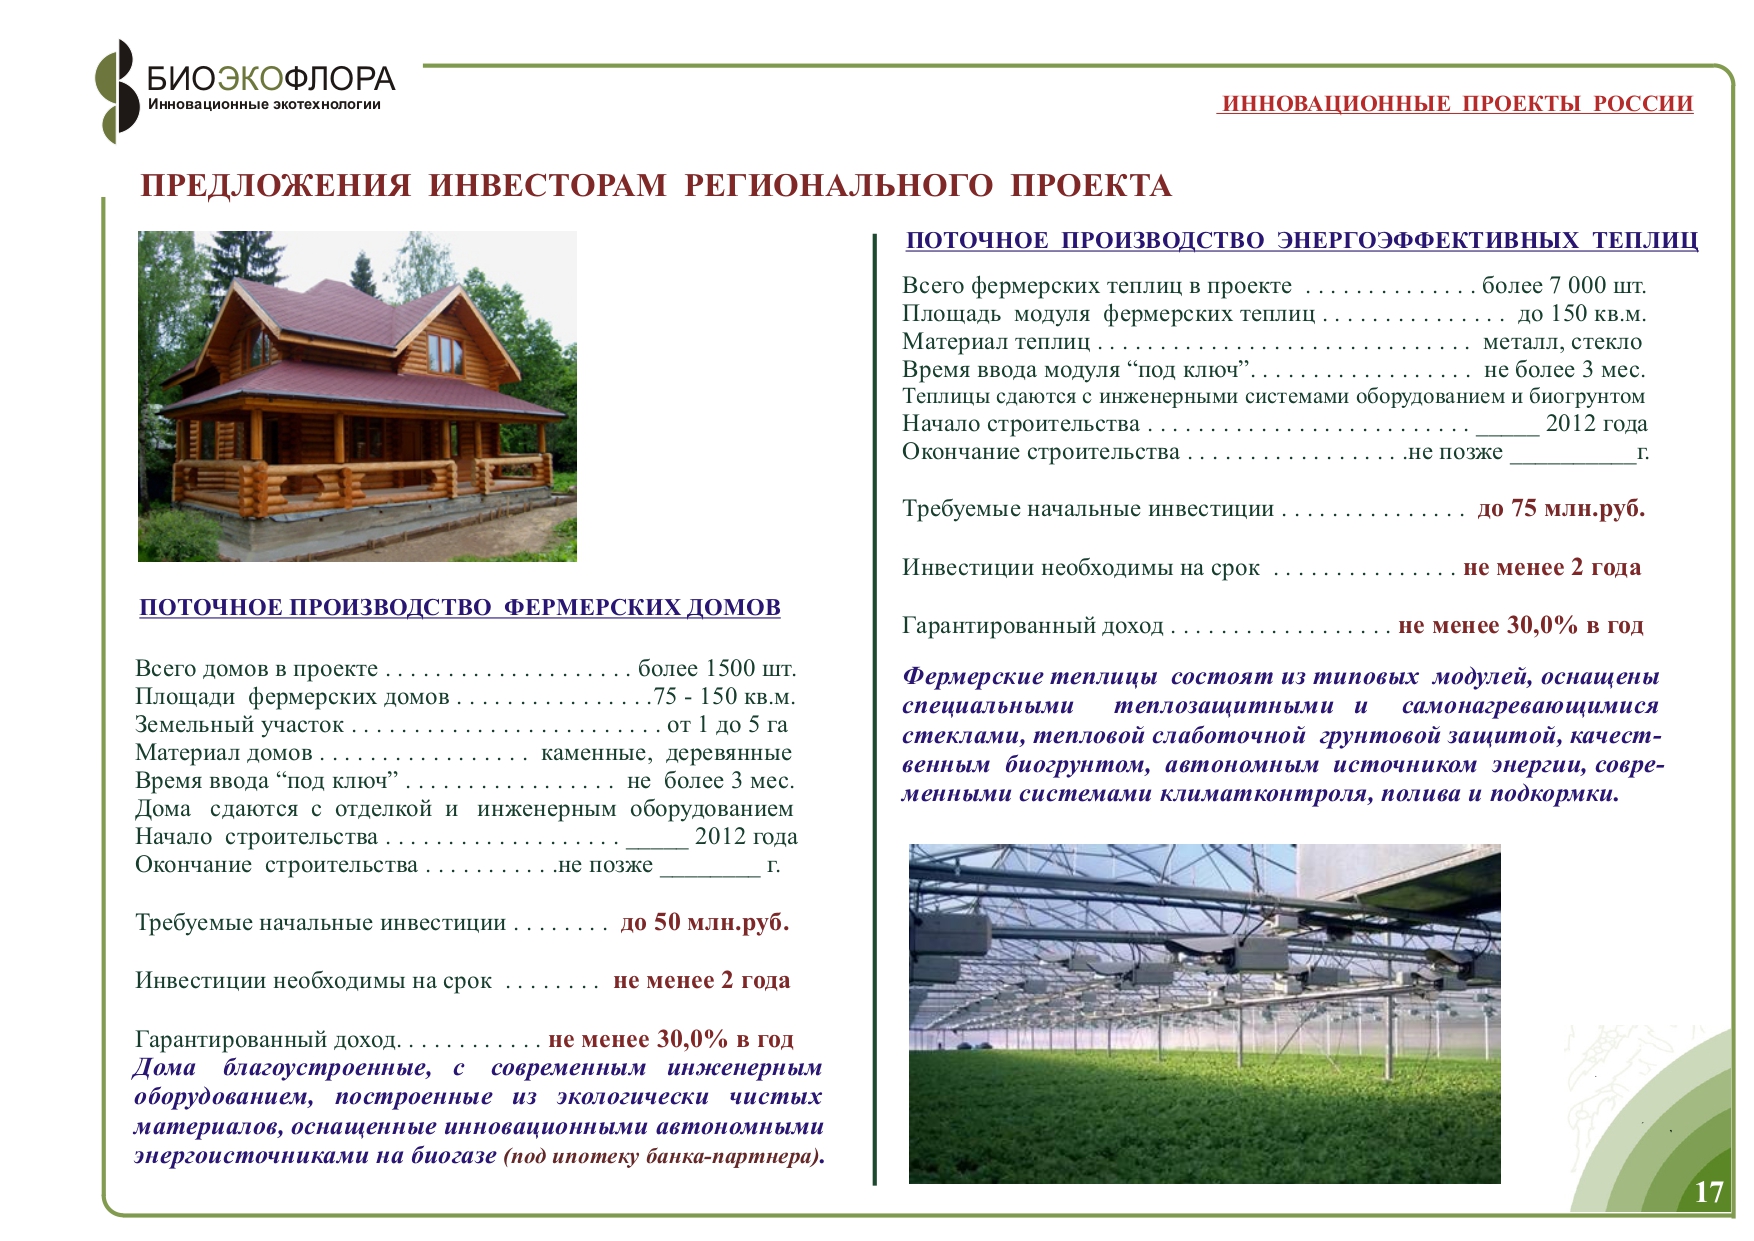 БИОЭКОФЛОРА
Инновационные экотехнологии
ИННОВАЦИОННЫЕ ПРОЕКТЫ РОССИИ
ПРЕДЛОЖЕНИЯ ИНВЕСТОРАМ РЕГИОНАЛЬНОГО ПРОЕКТА
ПОТОЧНОЕ ПРОИЗВОДСТВО ФЕРМЕРСКИХ ДОМОВ
Всего домов в проекте . . . . . . . . . . . . . . . . . . . . более 1500 шт.
Площади фермерских домов . . . . . . . . . . . . . . . .75 - 150 кв.м.
Земельный участок . . . . . . . . . . . . . . . . . . . . . . . . . от 1 до 5 га
Материал домов . . . . . . . . . . . . . . . . . каменные, деревянные
Время ввода “под ключ” . . . . . . . . . . . . . . . . . не более 3 мес.
Дома сдаются с отделкой и инженерным оборудованием
Начало строительства . . . . . . . . . . . . . . . . . . . _____ 2012 года
Окончание строительства . . . . . . . . . . .не позже ________ г.
Требуемые начальные инвестиции . . . . . . . . до 50 млн.руб.
Инвестиции необходимы на срок . . . . . . . . не менее 2 года
Гарантированный доход. . . . . . . . . . . . не менее 30,0% в год
Дома благоустроенные, с современным инженерным
оборудованием, построенные из экологически чистых
материалов, оснащенные инновационными автономными
энергоисточниками на биогазе (под ипотеку банка-партнера).
ПОТОЧНОЕ ПРОИЗВОДСТВО ЭНЕРГОЭФФЕКТИВНЫХ ТЕПЛИЦ
Всего фермерских теплиц в проекте . . . . . . . . . . . . . . более 7 000 шт.
Площадь модуля фермерских теплиц . . . . . . . . . . . . . . . до 150 кв.м.
Материал теплиц . . . . . . . . . . . . . . . . . . . . . . . . . . . . . . металл, стекло
Время ввода модуля “под ключ”. . . . . . . . . . . . . . . . . . не более 3 мес.
Теплицы сдаются с инженерными системами оборудованием и биогрунтом
Начало строительства . . . . . . . . . . . . . . . . . . . . . . . . . . _____ 2012 года
Окончание строительства . . . . . . . . . . . . . . . . . .не позже __________г.
Требуемые начальные инвестиции . . . . . . . . . . . . . . . до 75 млн.руб.
Инвестиции необходимы на срок . . . . . . . . . . . . . . . не менее 2 года
Гарантированный доход . . . . . . . . . . . . . . . . . . не менее 30,0% в год
Фермерские теплицы состоят из типовых модулей, оснащены
специальными теплозащитными и самонагревающимися
стеклами, тепловой слаботочной грунтовой защитой, качест-
венным биогрунтом, автономным источником энергии, совре-
менными системами климатконтроля, полива и подкормки.
17